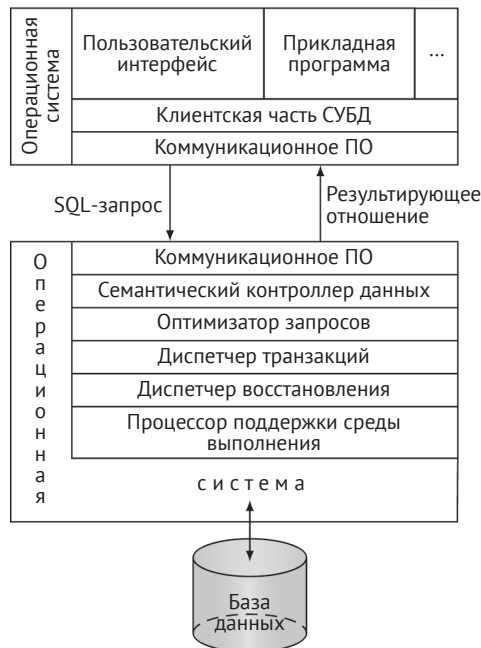 Операционная
система
Пользовательский
интерфейс
Прикладная
программа
...
Клиентская часть СУБД
Коммуникационное ПО
SQL-запрос
Результирующее
отношение
Операционная
Коммуникационное ПО
Семантический контроллер данных
Оптимизатор запросов
Диспетчер транзакций
Диспетчер восстановления
Процессор поддержки среды
выполнения
система
База
данных